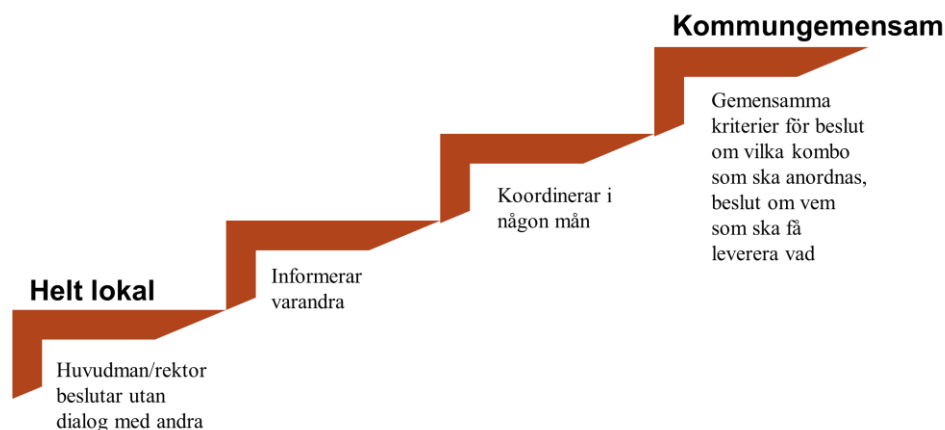 Kommungemensam
Gemensamma
kriterier för beslut
om vilka kombo
som ska anordnas,
beslut om vem
som ska få
leverera vad
Koordinerar i
någon mån
Informerar
varandra
Helt lokal
Huvudman/rektor
beslutar utan
dialog med andra